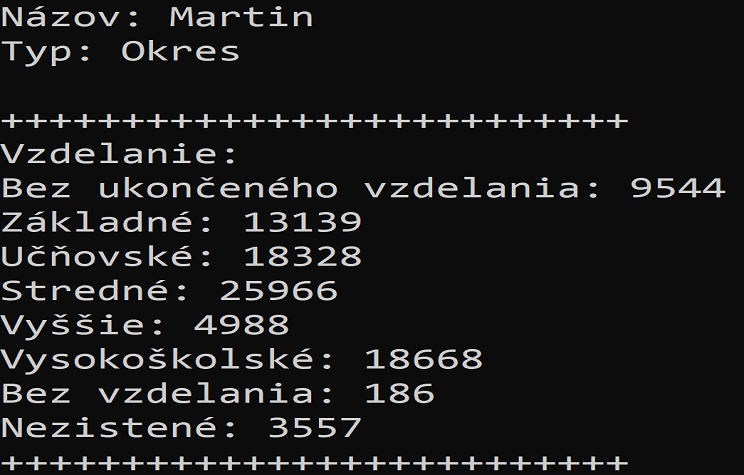 Názov: Martin
Typ: Okres
++++++++++++++++++++++++++
Vzdelanie:
Bez ukončeného vzdelania: 9544
Základné: 13139
Učňovské: 18328
Stredné: 25966
Vyššie: 4988
Vysokoškolské: 18668
Bez vzdelania: 186
Nezistené: 3557
++++++++++++++++++++++++++